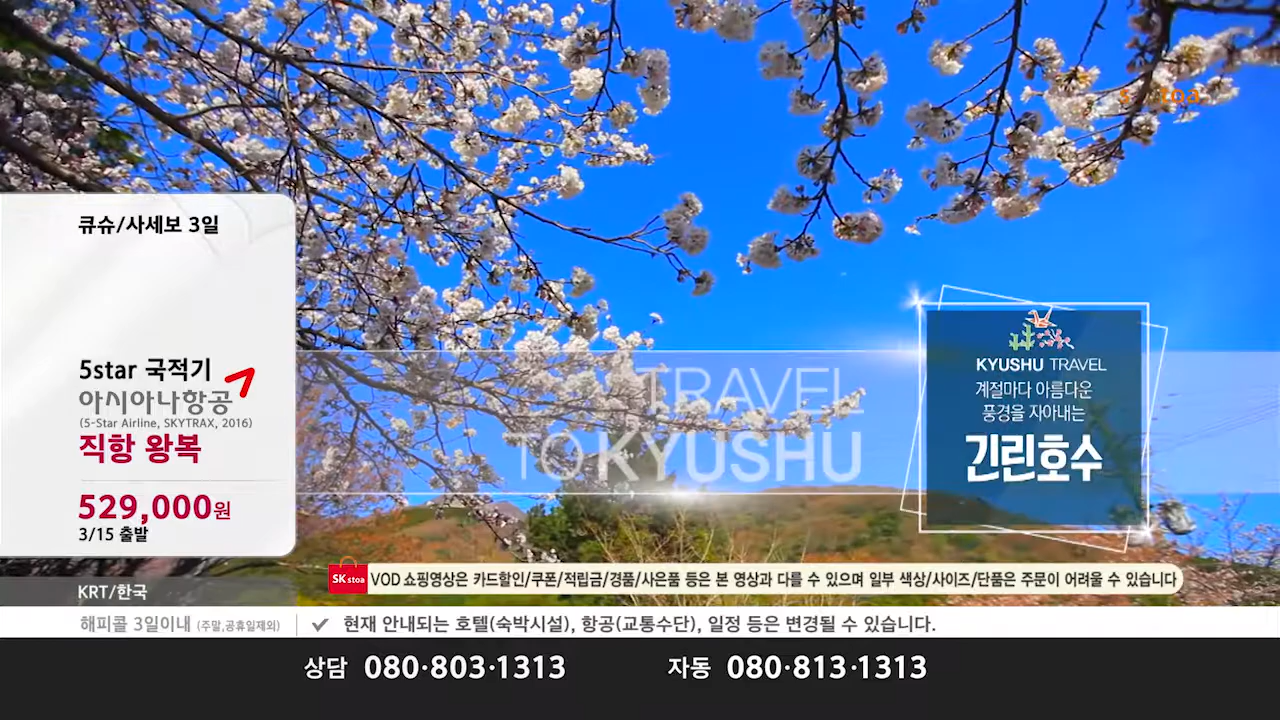 큐슈/사세보 3일
5star 국적기
아시아나항공
(5-Star Airline, SKYTRAX, 2016)
직항 왕복
529,000원
3/15 출발
KRT/한국
TRAVEL
TO KYUSHU
KYUSHU TRAVEL
계절마다 아름다운
풍경을 자아내는
긴린호수
SK stoa
VOD 쇼핑영상은 카드할인/쿠폰/적립금/경품/사은품 등은 본 영상과 다를 수 있으며 일부 색상/사이즈/단품은 주문이 어려울 수 있습니다
해피콜 3일이내 (주말,공휴일제외)
현재 안내되는 호텔(숙박시설), 항공(교통수단), 일정 등은 변경될 수 있습니다.
상담 080·803·1313 자동 080·813·1313